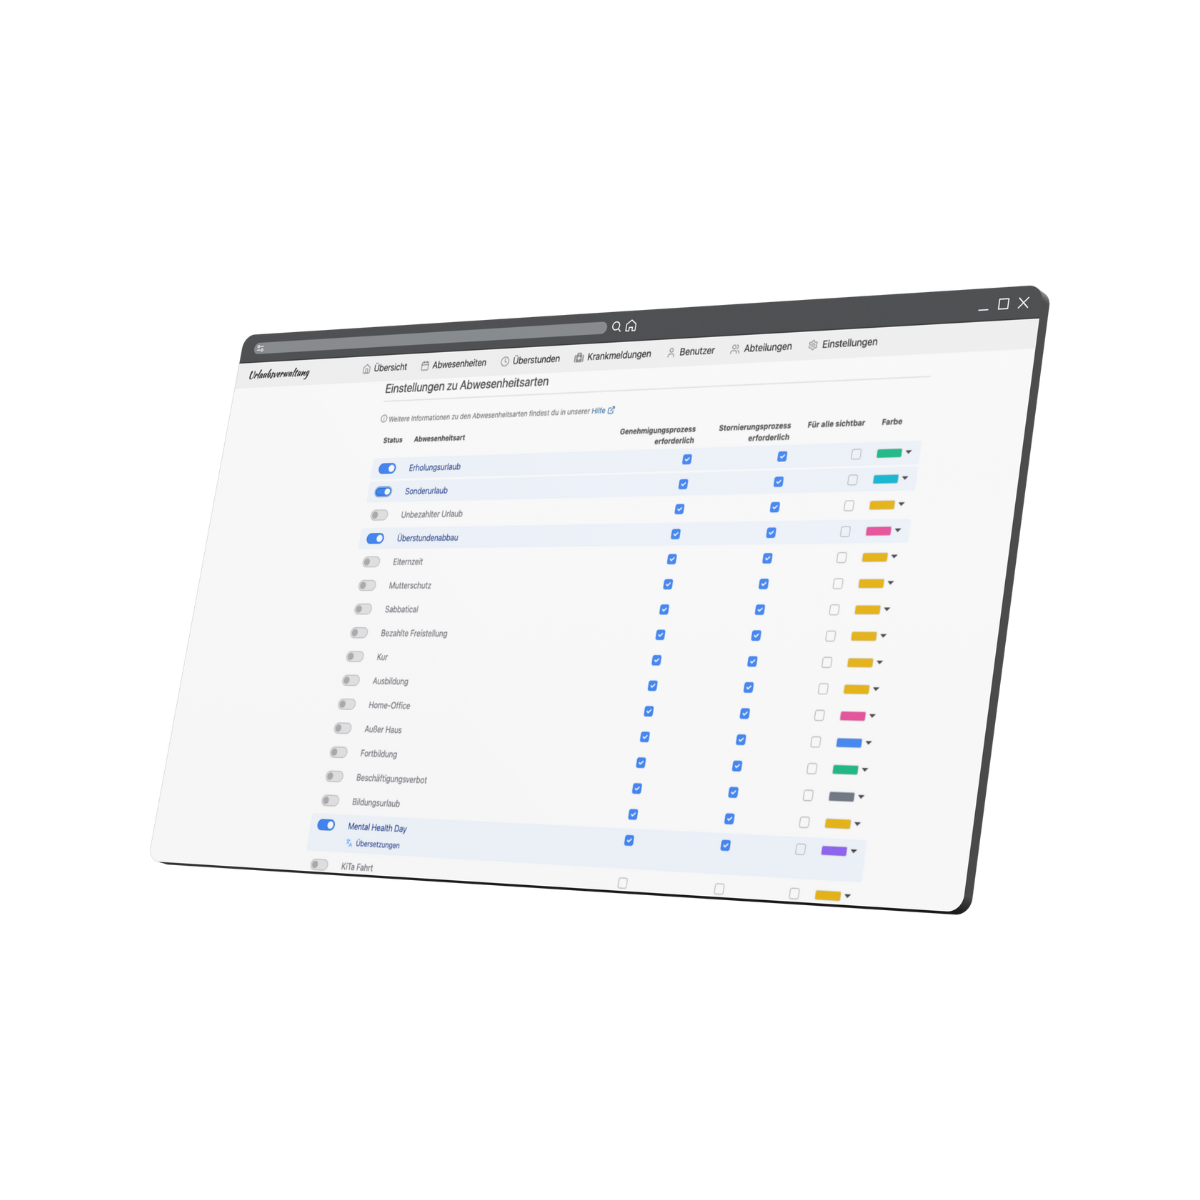 Urlaubsverwaltung
Übersicht Abwesenheiten Überstunden Krankmeldungen Benutzer Abteilungen Einstellungen
Einstellungen zu Abwesenheitsarten
Weitere Informationen zu den Abwesenheitsarten findest du in unserer Hilfe
Status Abwesenheitsart Genehmigungsprozess erforderlich Stornierungsprozess erforderlich Für alle sichtbar Farbe
Erholungsurlaub
Sonderurlaub
Unbezahlter Urlaub
Überstundenabbau
Elternzeit
Mutterschutz
Sabbatical
Bezahlte Freistellung
Kur
Ausbildung
Home-Office
Außer Haus
Fortbildung
Beschäftigungsverbot
Bildungsurlaub
Mental Health Day
Übersetzungen
KiTa Fahrt